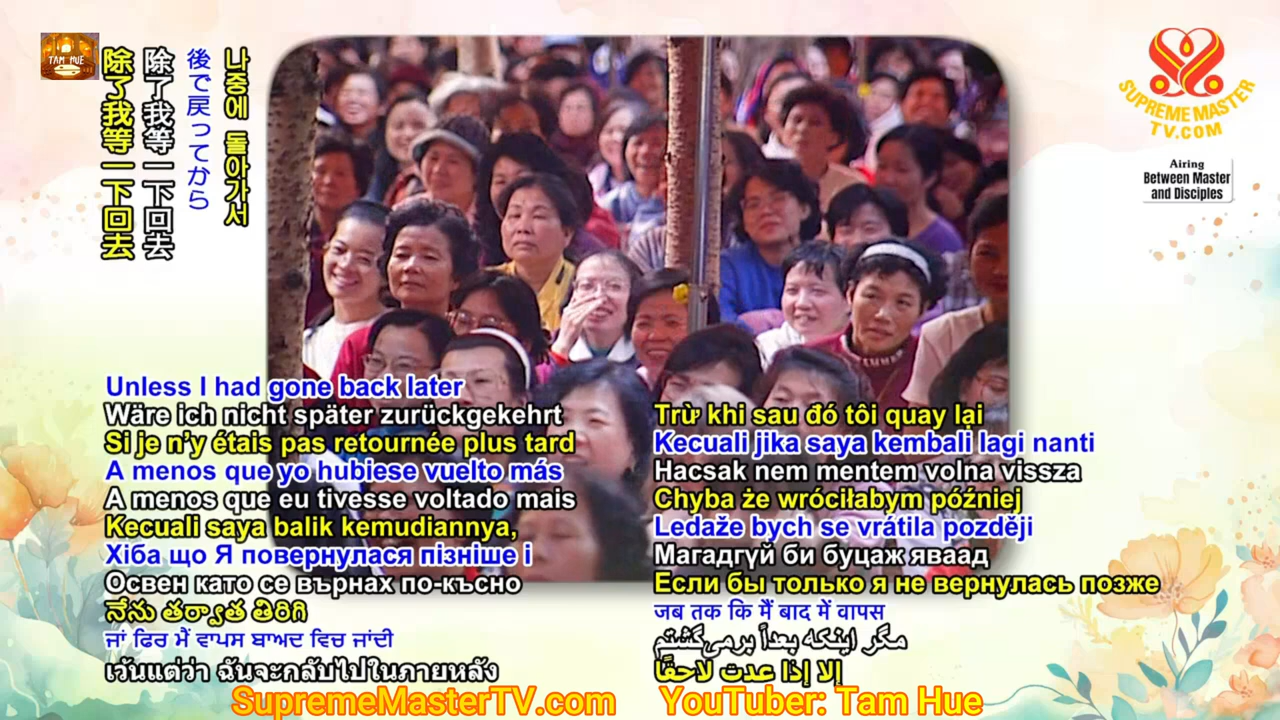 TAM HUE
除了我等一下回去
除了我等一下回去
後で戻ってから
나중에 돌아가서
SUPREME MASTER
TV.COM
Airing
Between Master
and Disciples
Unless I had gone back later
Wäre ich nicht später zurückgekehrt
Si je n’y étais pas retournée plus tard
A menos que yo hubiese vuelto más
A menos que eu tivesse voltado mais
Kecuali saya balik kemudiannya,
Хіба що Я повернулася пізніше і
Освен като се върнах по-късно
నేను తర్వాత తిరిగి
ਜਾਂ ਫਿਰ ਮੈਂ ਵਾਪਸ ਬਾਅਦ ਵਿਚ ਜਾਂਦੀ
เว้นแต่ว่า ฉันจะกลับไปในภายหลัง
Trừ khi sau đó tôi quay lại
Kecuali jika saya kembali lagi nanti
Hacsak nem mentem volna vissza
Chyba że wróciłabym później
Ledaže bych se vrátila později
Магадгүй би буцаж яваад
Если бы только я не вернулась позже
जब तक कि मैं बाद में वापस
مگر اینکه بعداً برمی‌گشتم
إلا إذا عدت لاحقًا
SupremeMasterTV.com
YouTuber: Tam Hue